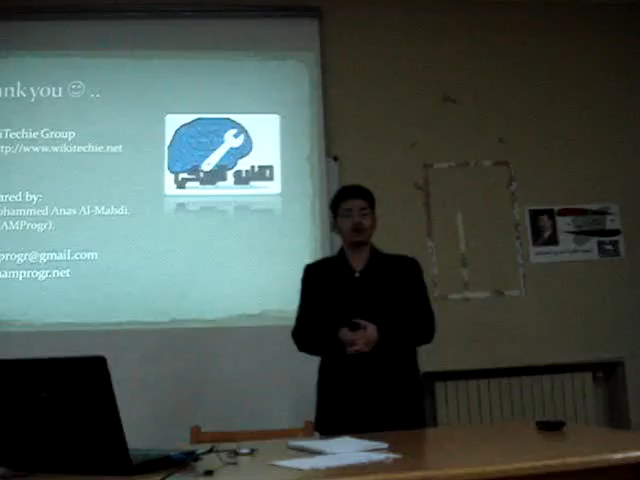 nk you ☺ ..
iTechie Group
ttp://www.wikitechie.net
ared by:
ohammed Anas Al-Mahdi.
AMProgr),
progr@gmail.com
amprogr.net